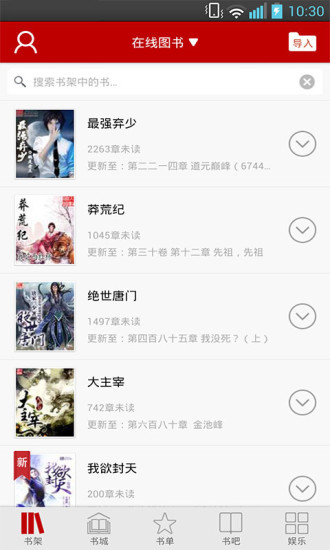 10:30
在线图书
导入
搜索书架中的书...
最强弃少
2263章未读
更新至：第二二一四章 道元巅峰（6744...
莽荒纪
1045章未读
更新至：第三十卷 第十二章 先祖，先祖
绝世唐门
1497章未读
更新至：第四百八十五章 我没死？（上）
大主宰
742章未读
更新至：第六百八十章 金池峰
新
我欲封天
200章未读
书架
书城
书单
书吧
娱乐